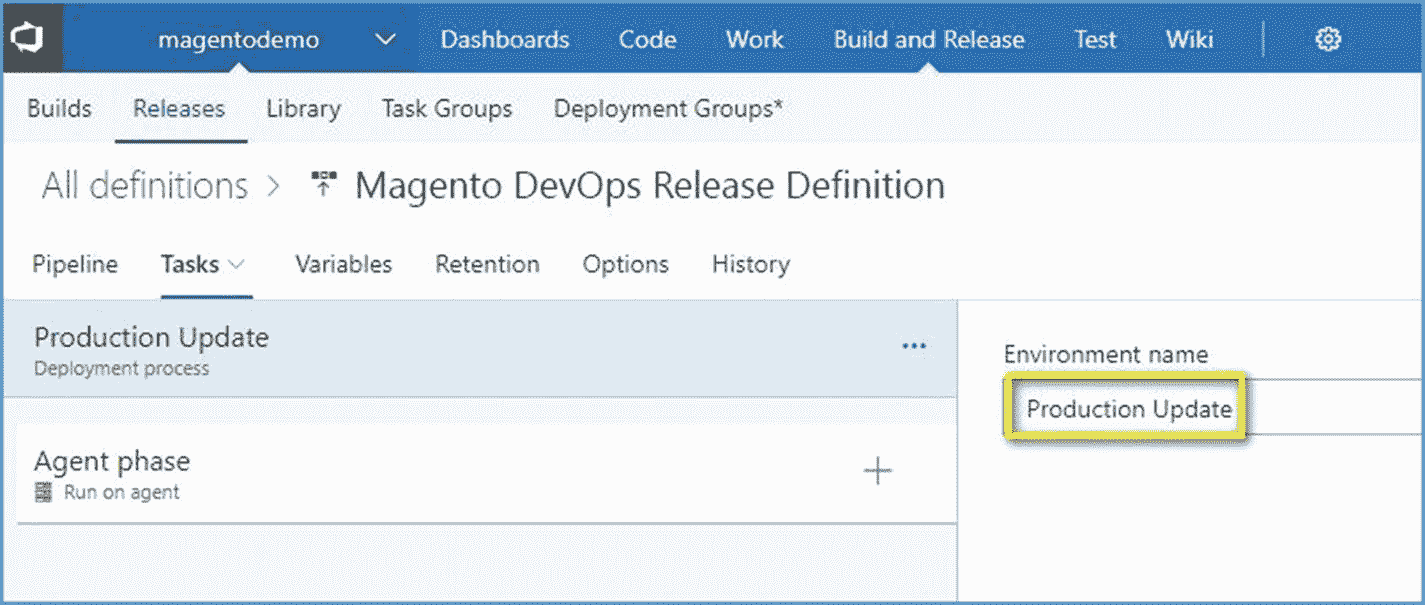 magentodemo Dashboards Code Work Build and Release Test Wiki
Builds Releases Library Task Groups Deployment Groups*
All definitions > Magento DevOps Release Definition
Pipeline Tasks Variables Retention Options History
Production Update
Deployment process
Environment name
Production Update
Agent phase
Run on agent